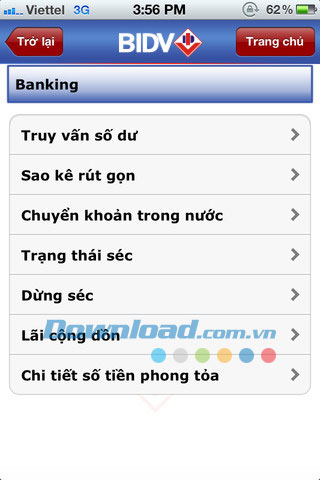 Viettel 3G 3:56 PM 62%
Trở lại BIDV Trang chủ
Banking
Truy vấn số dư
Sao kê rút gọn
Chuyển khoản trong nước
Trạng thái séc
Dừng séc
Download.com.vn
Lãi cộng dồn
Chi tiết số tiền phong tỏa